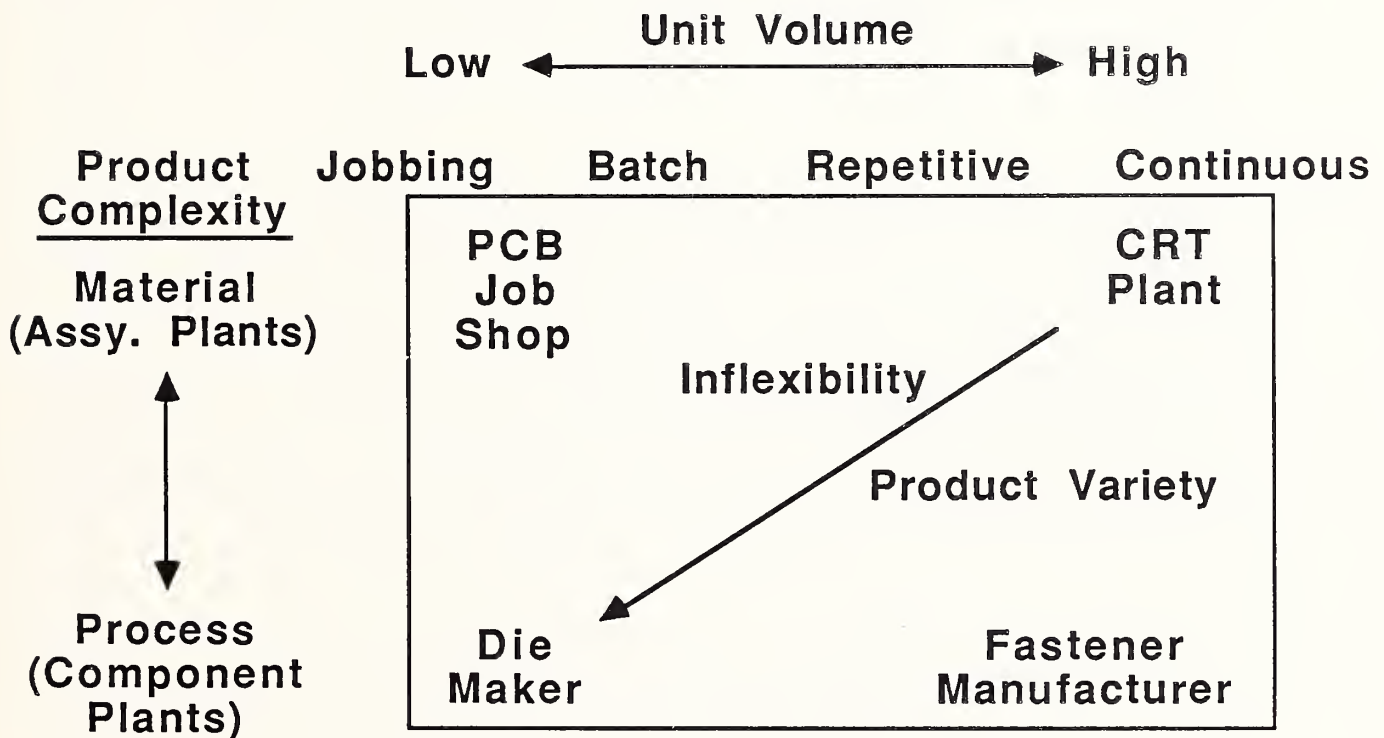 Unit Volume
Low High
Product Jobbing Batch Repetitive Continuous
Complexity
PCB CRT
Material Job Plant
(Assy. Plants) Shop
Inflexibility
Product Variety
Process Die Fastener
(Component Maker Manufacturer
Plants)